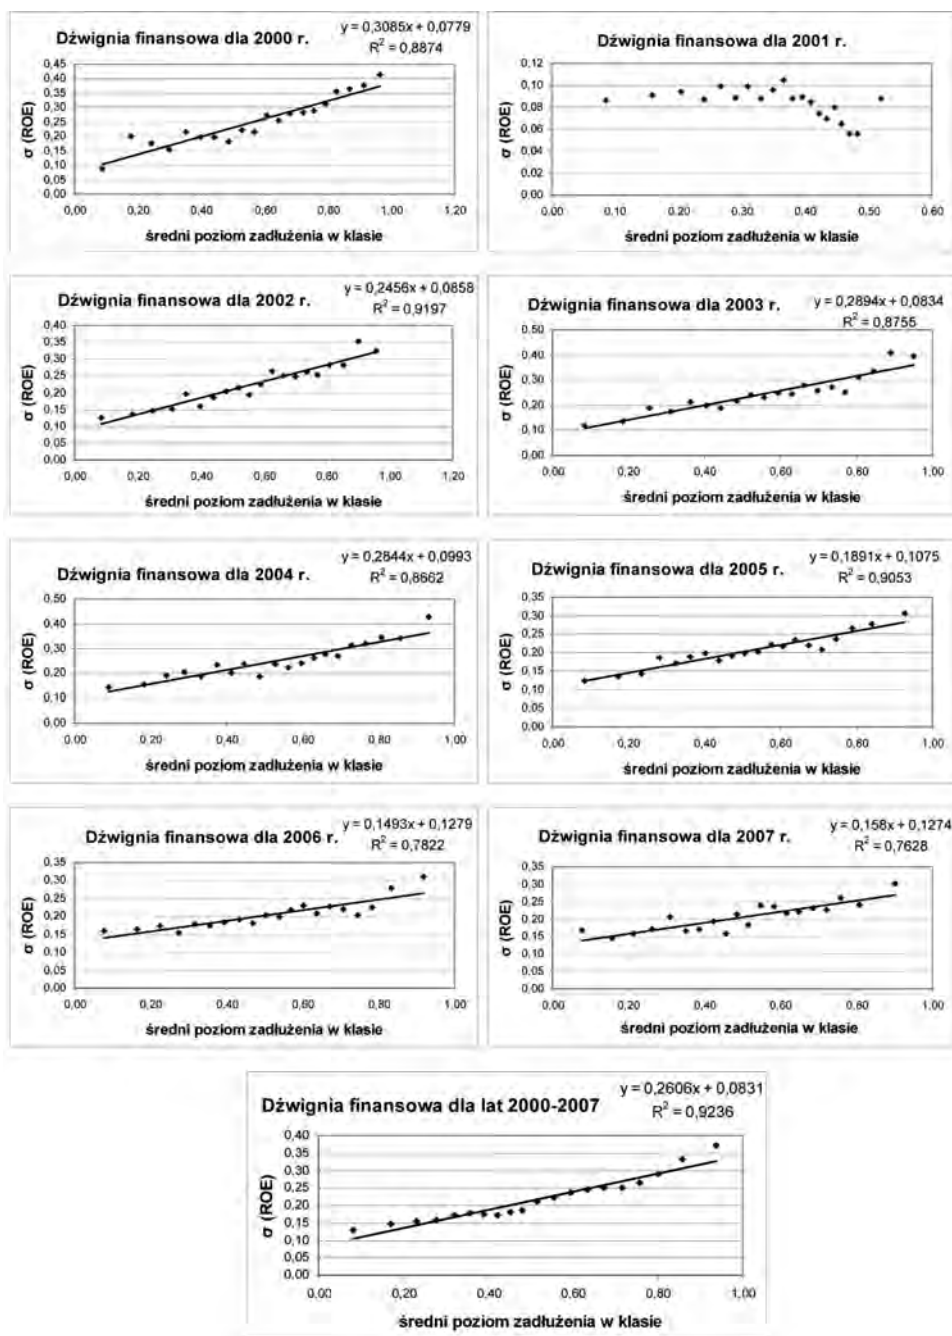 Dźwignia finansowa dla 2000 r.
y = 0,3085x + 0,0779
R² = 0,8874
σ (ROE)
0,45
0,40
0,35
0,30
0,25
0,20
0,15
0,10
0,05
0,00
0,00 0,20 0,40 0,60 0,80 1,00 1,20
średni poziom zadłużenia w klasie
Dźwignia finansowa dla 2001 r.
σ (ROE)
0,12
0,10
0,08
0,06
0,04
0,02
0,00
0,00 0,10 0,20 0,30 0,40 0,50 0,60
średni poziom zadłużenia w klasie
Dźwignia finansowa dla 2002 r.
y = 0,2456x + 0,0858
R² = 0,9197
σ (ROE)
0,40
0,35
0,30
0,25
0,20
0,15
0,10
0,05
0,00
0,00 0,20 0,40 0,60 0,80 1,00 1,20
średni poziom zadłużenia w klasie
Dźwignia finansowa dla 2003 r.
y = 0,2894x + 0,0834
R² = 0,8755
σ (ROE)
0,50
0,40
0,30
0,20
0,10
0,00
0,00 0,20 0,40 0,60 0,80 1,00
średni poziom zadłużenia w klasie
Dźwignia finansowa dla 2004 r.
y = 0,2844x + 0,0993
R² = 0,8662
σ (ROE)
0,50
0,40
0,30
0,20
0,10
0,00
0,00 0,20 0,40 0,60 0,80 1,00
średni poziom zadłużenia w klasie
Dźwignia finansowa dla 2005 r.
y = 0,1891x + 0,1075
R² = 0,9053
σ (ROE)
0,35
0,30
0,25
0,20
0,15
0,10
0,05
0,00
0,00 0,20 0,40 0,60 0,80 1,00
średni poziom zadłużenia w klasie
Dźwignia finansowa dla 2006 r.
y = 0,1493x + 0,1279
R² = 0,7822
σ (ROE)
0,35
0,30
0,25
0,20
0,15
0,10
0,05
0,00
0,00 0,20 0,40 0,60 0,80 1,00
średni poziom zadłużenia w klasie
Dźwignia finansowa dla 2007 r.
y = 0,158x + 0,1274
R² = 0,7628
σ (ROE)
0,35
0,30
0,25
0,20
0,15
0,10
0,05
0,00
0,00 0,20 0,40 0,60 0,80 1,00
średni poziom zadłużenia w klasie
Dźwignia finansowa dla lat 2000-2007
y = 0,2606x + 0,0831
R² = 0,9236
σ (ROE)
0,40
0,35
0,30
0,25
0,20
0,15
0,10
0,05
0,00
0,00 0,20 0,40 0,60 0,80 1,00
średni poziom zadłużenia w klasie